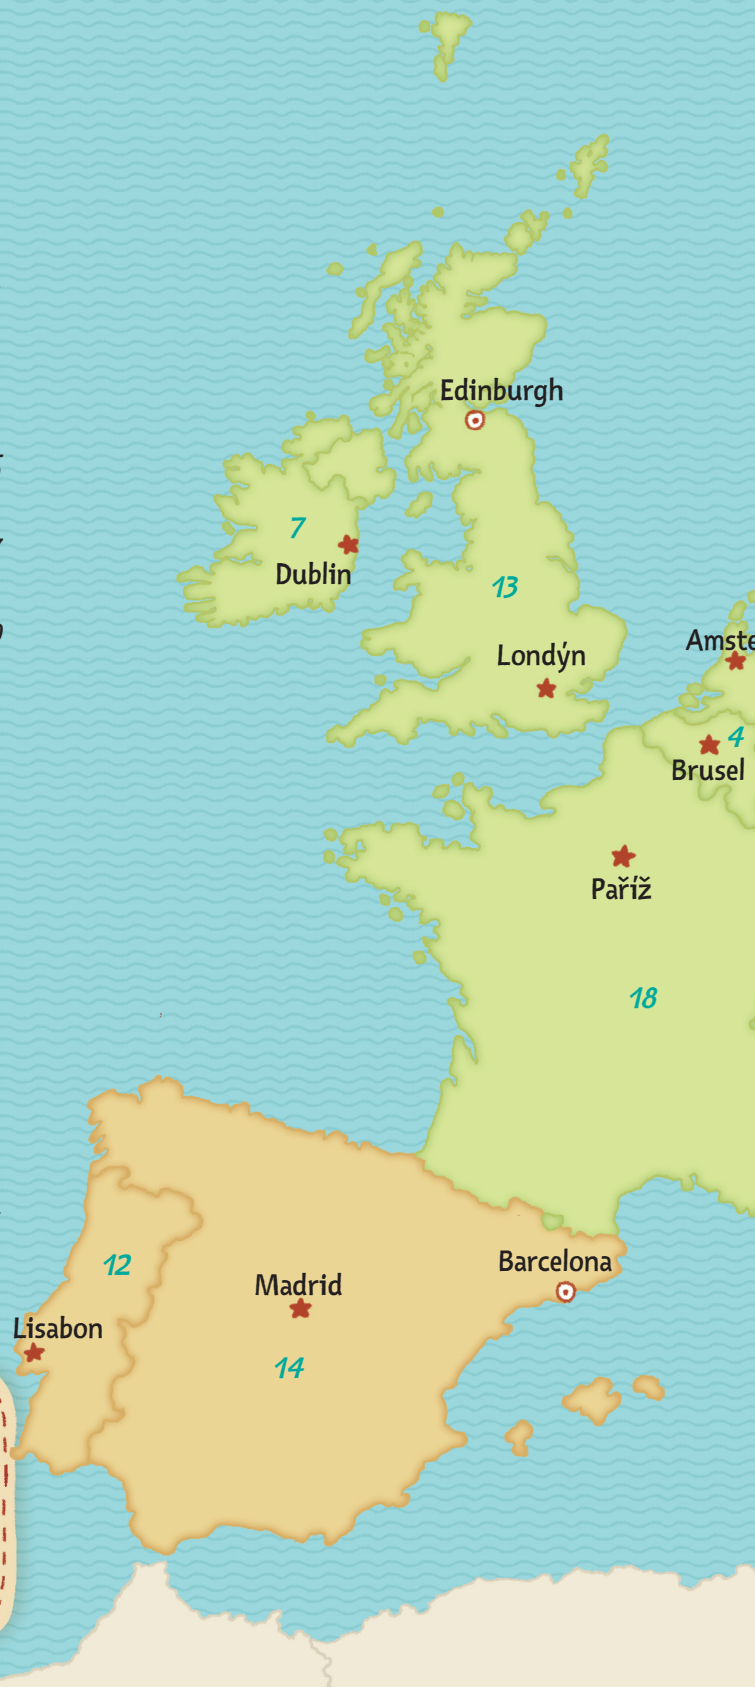 Edinburgh
7
Dublin
13
Londýn
Amste
4
Brusel
Paříž
18
12
Barcelona
Madrid
Lisabon
14